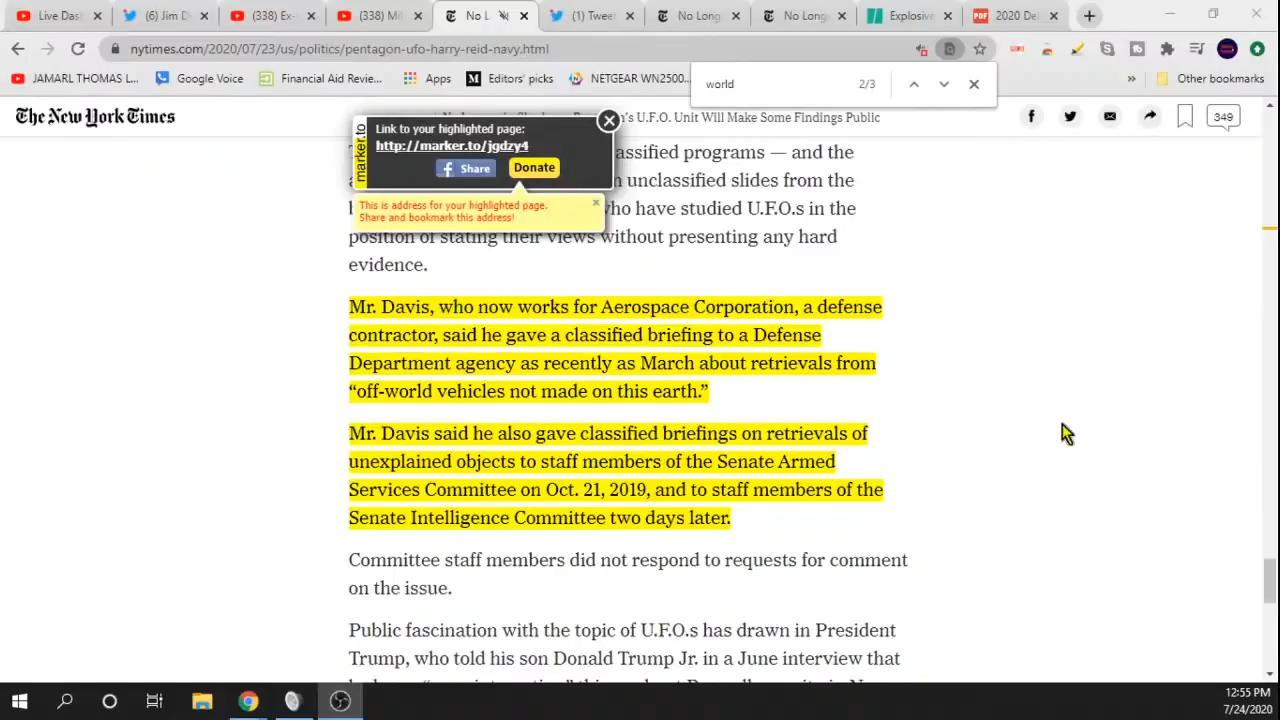 Live Das
(6) Jim D
(338) Ex-
(338) Mi
No L
(1) Twee
No Long
No Long
Explosive
2020 De
nytimes.com/2020/07/23/us/politics/pentagon-ufo-harry-reid-navy.html
JAMARL THOMAS L...
Google Voice
Financial Aid Revie...
Apps
Editors' picks
NETGEAR WN2500...
Other bookmarks
world
2/3
The New York Times
's U.F.O. Unit Will Make Some Findings Public
349
marker.to
Link to your highlighted page:
http://marker.to/jgdzy4
Share
Donate
This is address for your highlighted page.
Share and bookmark this address!
assified programs — and the
unclassified slides from the
ho have studied U.F.O.s in the
position of stating their views without presenting any hard
evidence.
Mr. Davis, who now works for Aerospace Corporation, a defense
contractor, said he gave a classified briefing to a Defense
Department agency as recently as March about retrievals from
“off-world vehicles not made on this earth.”
Mr. Davis said he also gave classified briefings on retrievals of
unexplained objects to staff members of the Senate Armed
Services Committee on Oct. 21, 2019, and to staff members of the
Senate Intelligence Committee two days later.
Committee staff members did not respond to requests for comment
on the issue.
Public fascination with the topic of U.F.O.s has drawn in President
Trump, who told his son Donald Trump Jr. in a June interview that
12:55 PM
7/24/2020